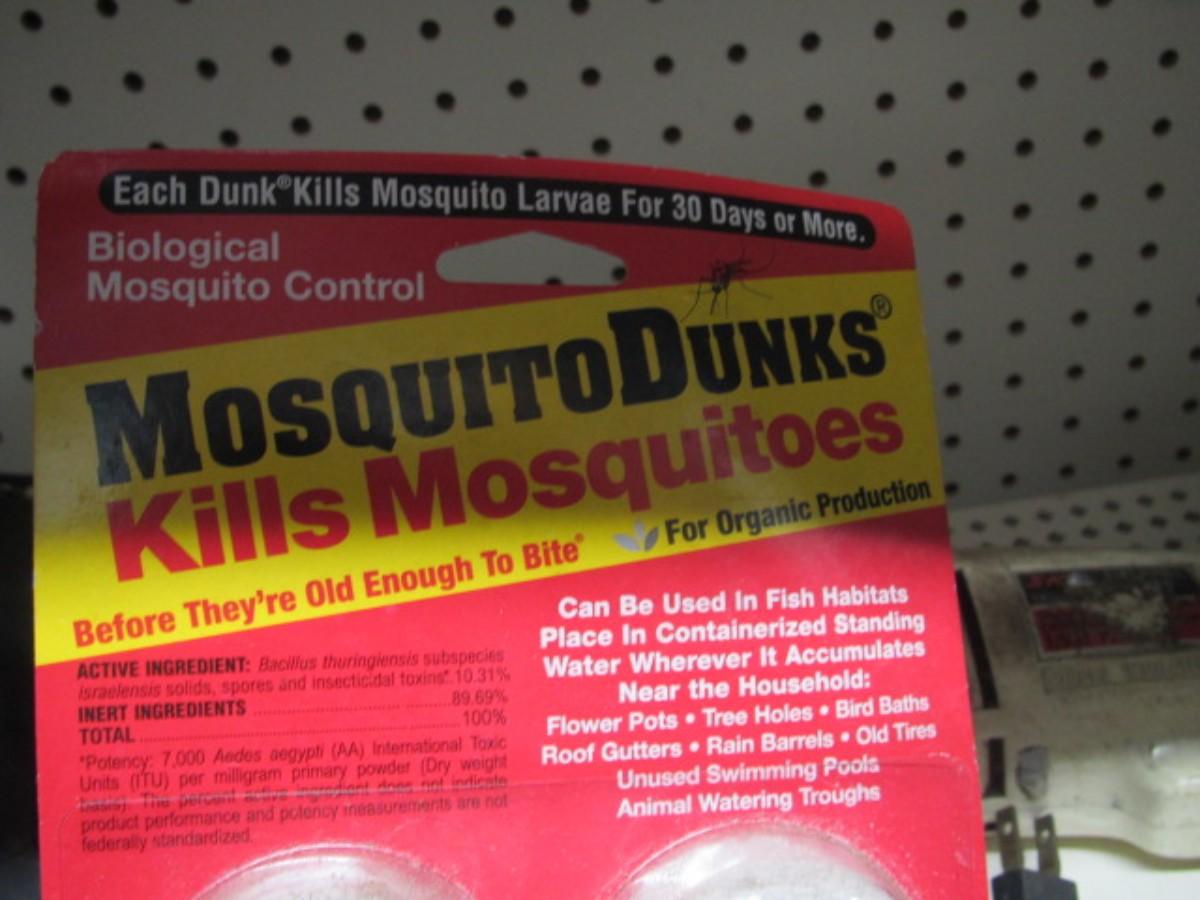 Each Dunk®Kills Mosquito Larvae For 30 Days or More.
Biological
Mosquito Control
MOSQUITODUNKS®
Kills Mosquitoes
For Organic Production
Before They're Old Enough To Bite®
ACTIVE INGREDIENT: Bacillus thuringiensis subspecies
israelensis solids, spores and insecticidal toxins*.10.31%
INERT INGREDIENTS ........................ 89.69%
TOTAL ........................ 100%
*Potency: 7,000 Aedes aegypti (AA) International Toxic
Units (ITU) per milligram primary powder (Dry weight
basis). The percent active ingredient does not indicate
product performance and potency measurements are not
federally standardized.
Can Be Used In Fish Habitats
Place In Containerized Standing
Water Wherever It Accumulates
Near the Household:
Flower Pots • Tree Holes • Bird Baths
Roof Gutters • Rain Barrels • Old Tires
Unused Swimming Pools
Animal Watering Troughs